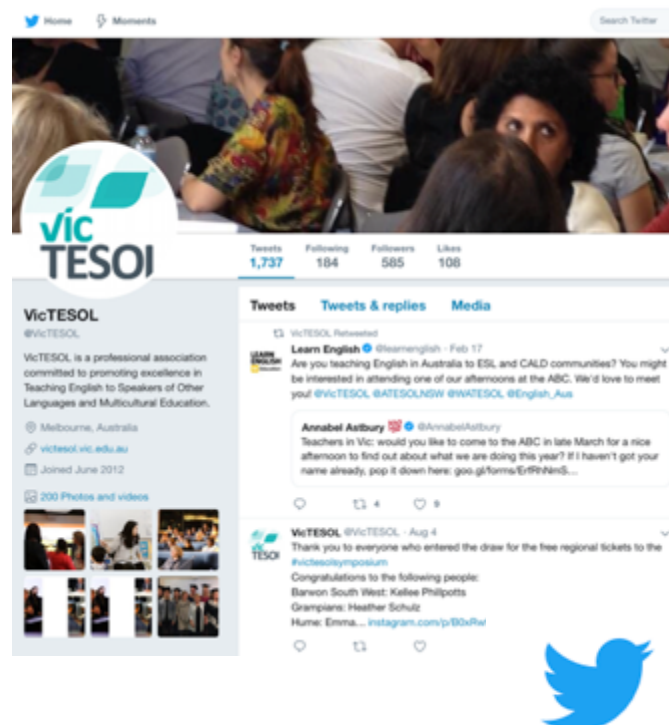 Home Moments Search Twitter
vic
TESOl
Tweets Following Followers Likes
1,737 184 585 108
VicTESOL
@VicTESOL
VicTESOL is a professional association
committed to promoting excellence in
Teaching English to Speakers of Other
Languages and Multicultural Education.
Melbourne, Australia
victesol.vic.edu.au
Joined June 2012
200 Photos and videos
Tweets Tweets & replies Media
VicTESOL Retweeted
LEARN
ENGLISH
Education
Learn English @learnenglish · Feb 17
Are you teaching English in Australia to ESL and CALD communities? You might
be interested in attending one of our afternoons at the ABC. We'd love to meet
you! @VicTESOL @ATESOLNSW @WATESOL @English_Aus
Annabel Astbury 💯 @AnnabelAstbury
Teachers in Vic: would you like to come to the ABC in late March for a nice
afternoon to find out about what we are doing this year? If I haven't got your
name already, pop it down here:
4 9
TESOl
VicTESOL @VicTESOL · Aug 4
Thank you to everyone who entered the draw for the free regional tickets to the
#victesolsymposium
Congratulations to the following people:
Barwon South West: Kellee Phillpotts
Grampians: Heather Schulz
Hume: Emma... instagram.com/p/B0xRw/